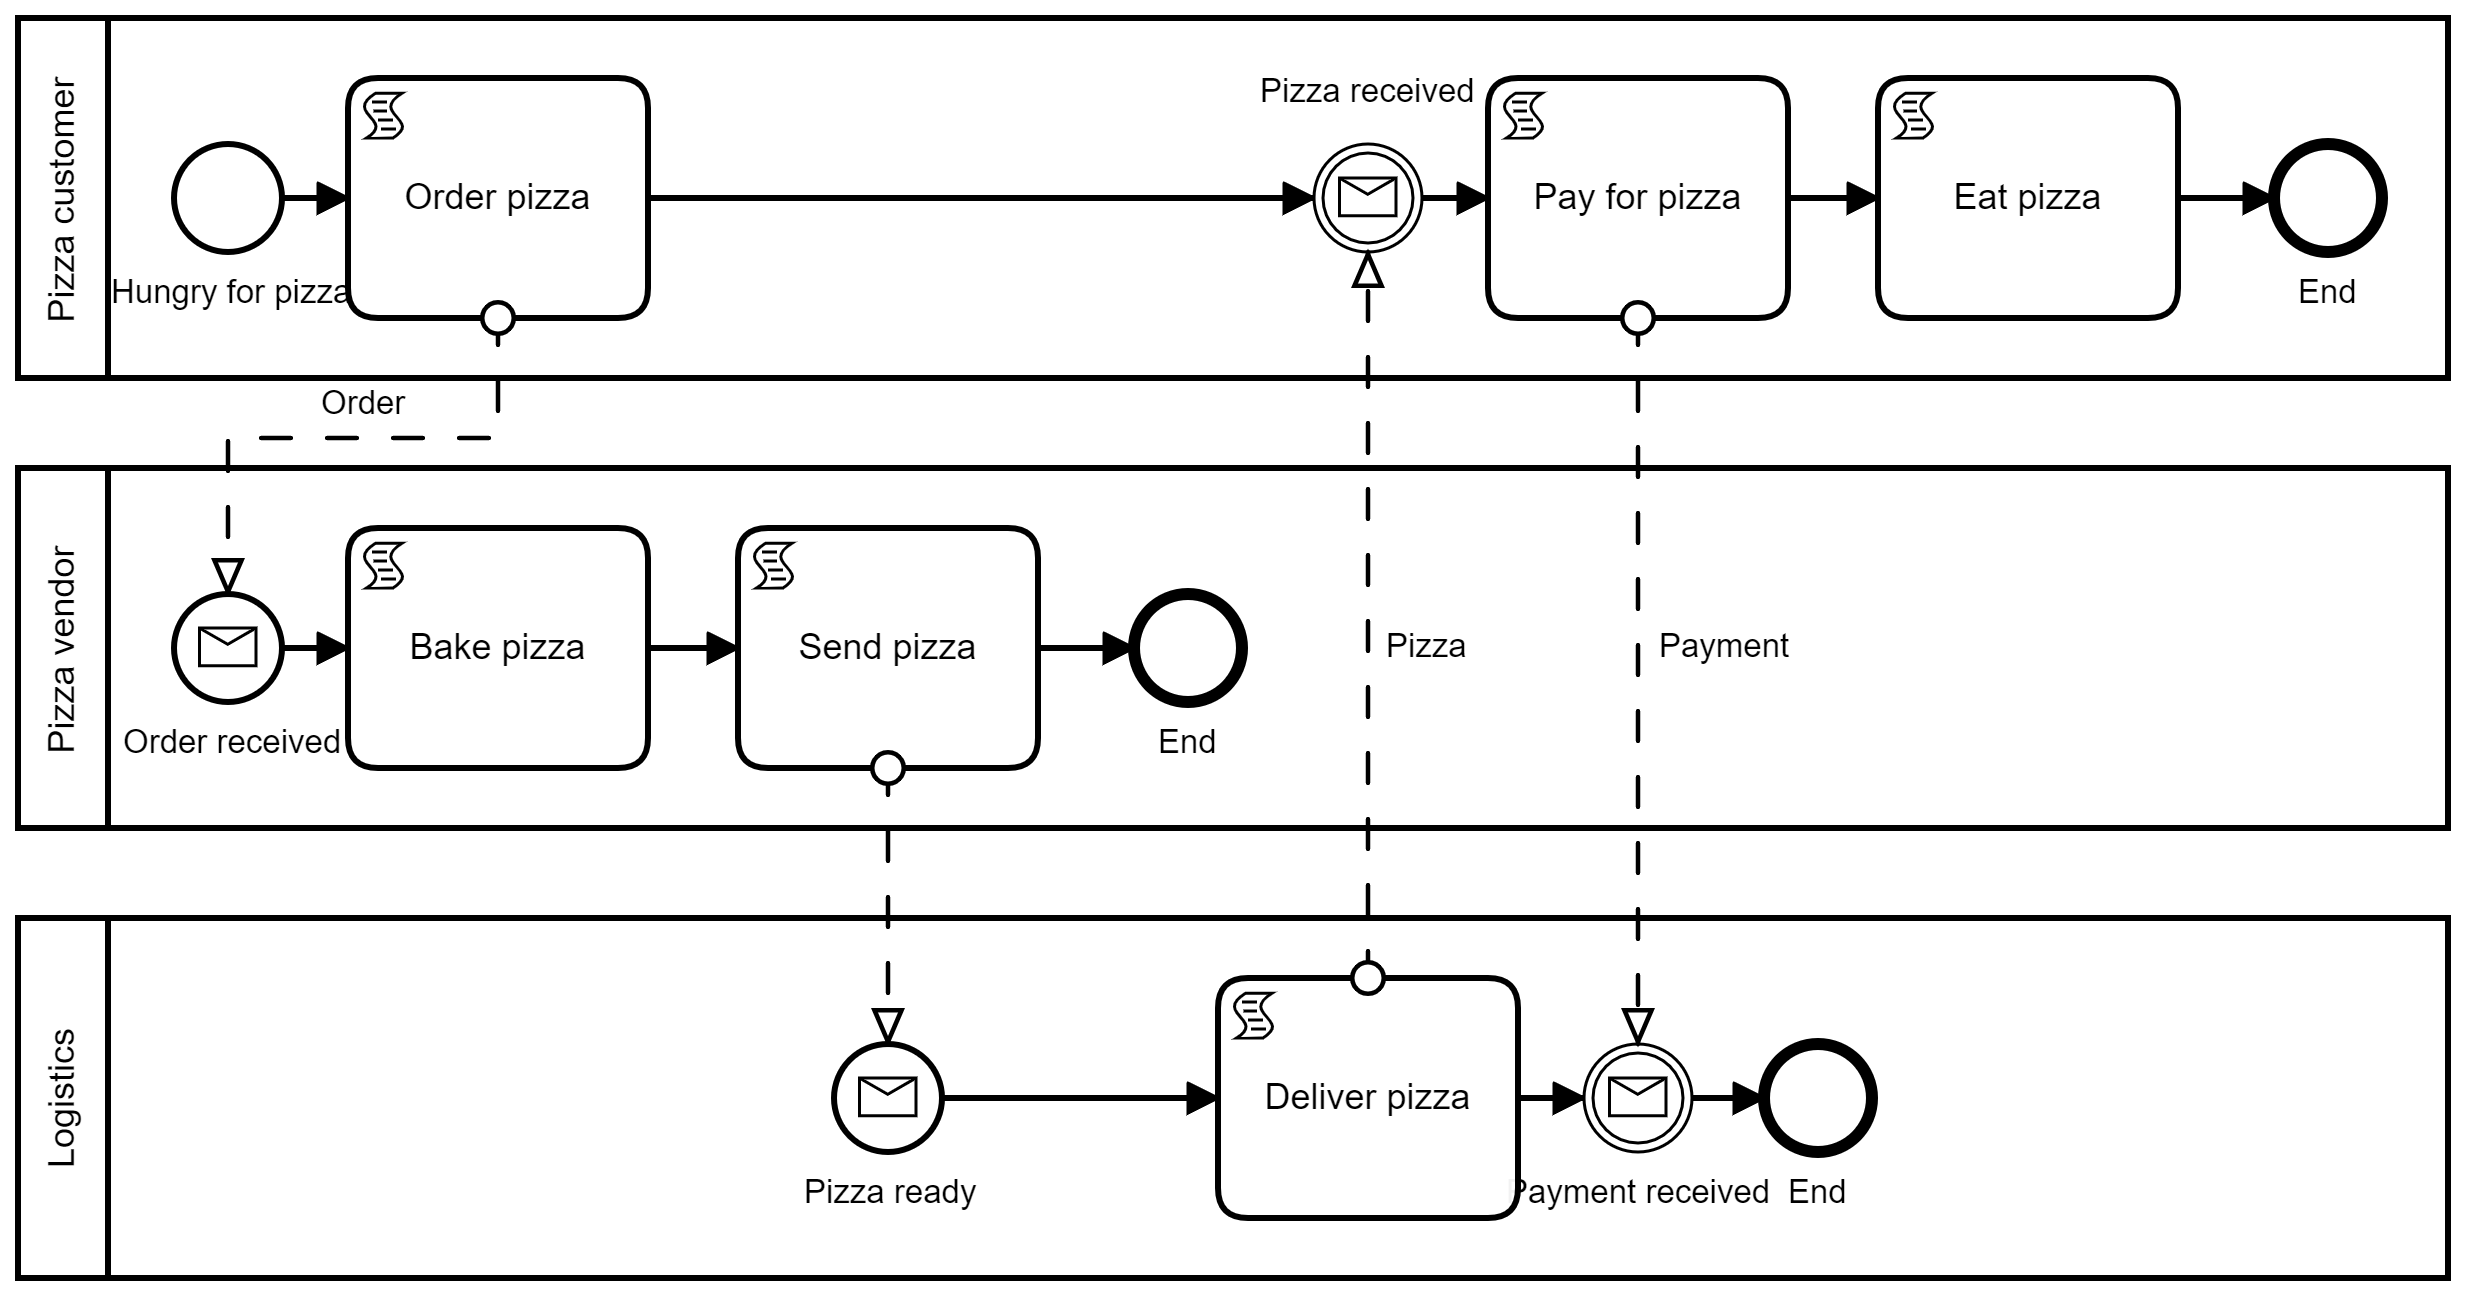 Pizza customer
Hungry for pizza
Order pizza
Pizza received
Pay for pizza
Eat pizza
End
Order
Pizza vendor
Order received
Bake pizza
Send pizza
End
Pizza
Payment
Logistics
Pizza ready
Deliver pizza
Payment received
End